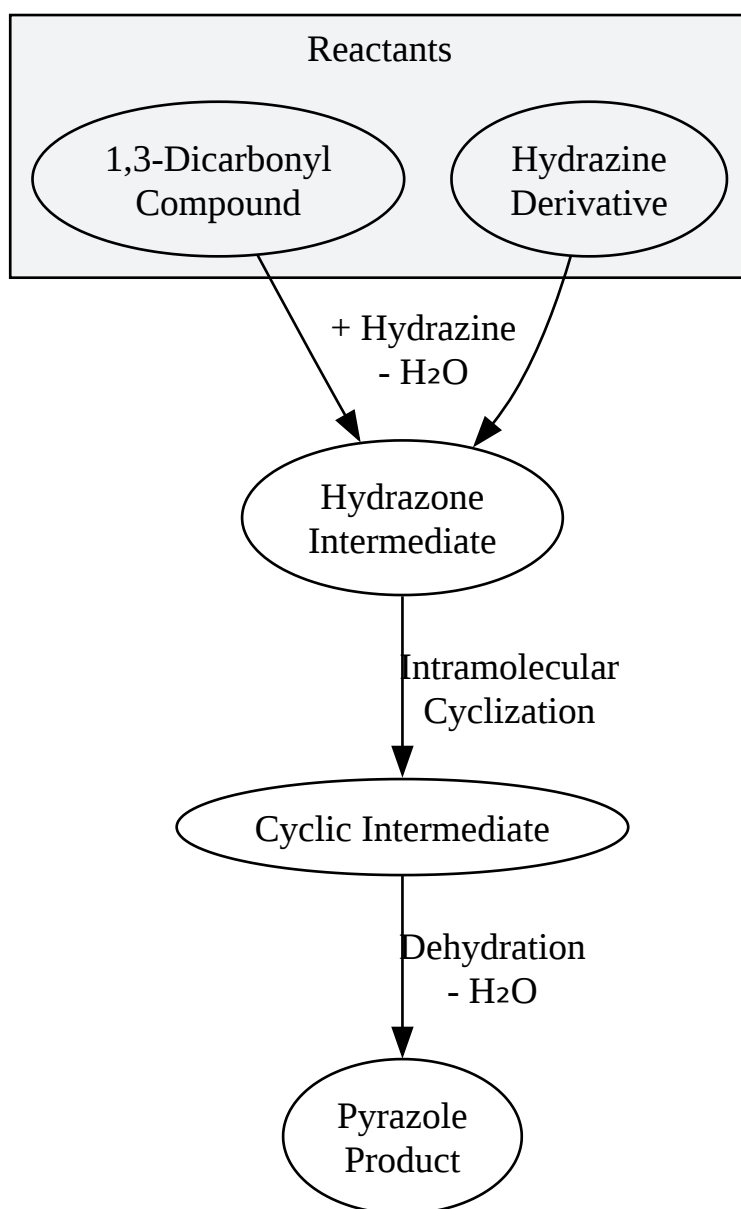 Reactants
1,3-Dicarbonyl
Compound
Hydrazine
Derivative
+ Hydrazine
- H₂O
Hydrazone
Intermediate
Intramolecular
Cyclization
Cyclic Intermediate
Dehydration
- H₂O
Pyrazole
Product